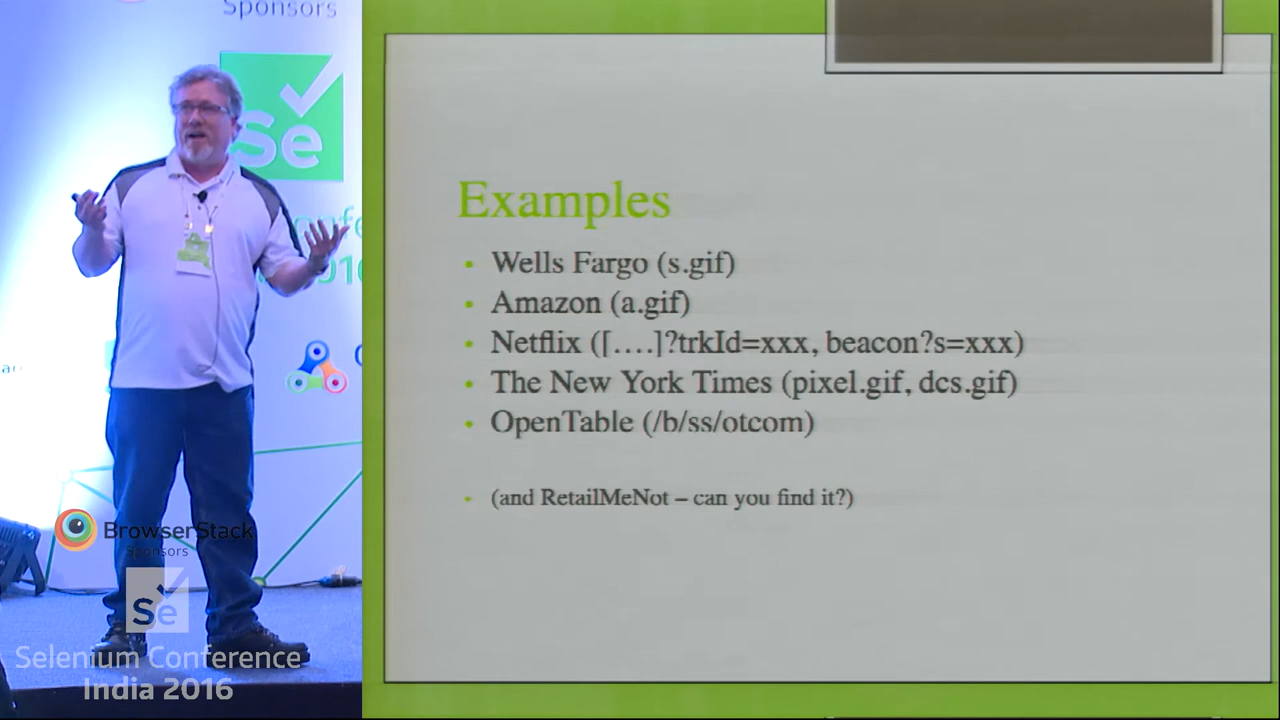 Sponsors
Se
2016
BrowserStack
Sponsors
Se
Selenium Conference
India 2016
Examples
• Wells Fargo (s.gif)
• Amazon (a.gif)
• Netflix ([….]?trkId=xxx, beacon?s=xxx)
• The New York Times (pixel.gif, dcs.gif)
• OpenTable (/b/ss/otcom)
• (and RetailMeNot – can you find it?)